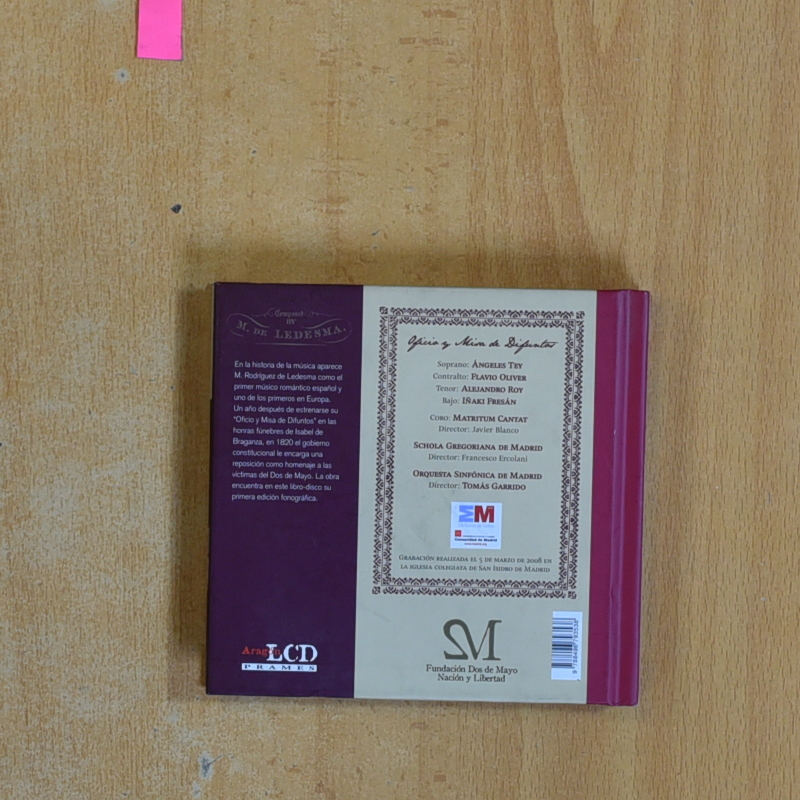 Composed
BY
M. DE LEDESMA.
En la historia de la música aparece
M. Rodríguez de Ledesma como el
primer músico romántico español y
uno de los primeros en Europa.
Un año después de estrenarse su
"Oficio y Misa de Difuntos" en las
honras fúnebres de Isabel de
Braganza, en 1820 el gobierno
constitucional le encarga una
reposición como homenaje a las
víctimas del Dos de Mayo. La obra
encuentra en este libro-disco su
primera edición fonográfica.
Aragón LCD
PRAMES
Oficio y Misa de Difuntos
Soprano: ÁNGELES TEY
Contralto: FLAVIO OLIVER
Tenor: ALEJANDRO ROY
Bajo: IÑAKI FRESÁN
CORO: MATRITUM CANTAT
Director: Javier Blanco
SCHOLA GREGORIANA DE MADRID
Director: Francesco Ercolani
ORQUESTA SINFÓNICA DE MADRID
Director: TOMÁS GARRIDO
Comunidad de Madrid
GRABACIÓN REALIZADA EL 5 DE MARZO DE 2008 EN
LA IGLESIA COLEGIATA DE SAN ISIDRO DE MADRID
2M
Fundación Dos de Mayo
Nación y Libertad